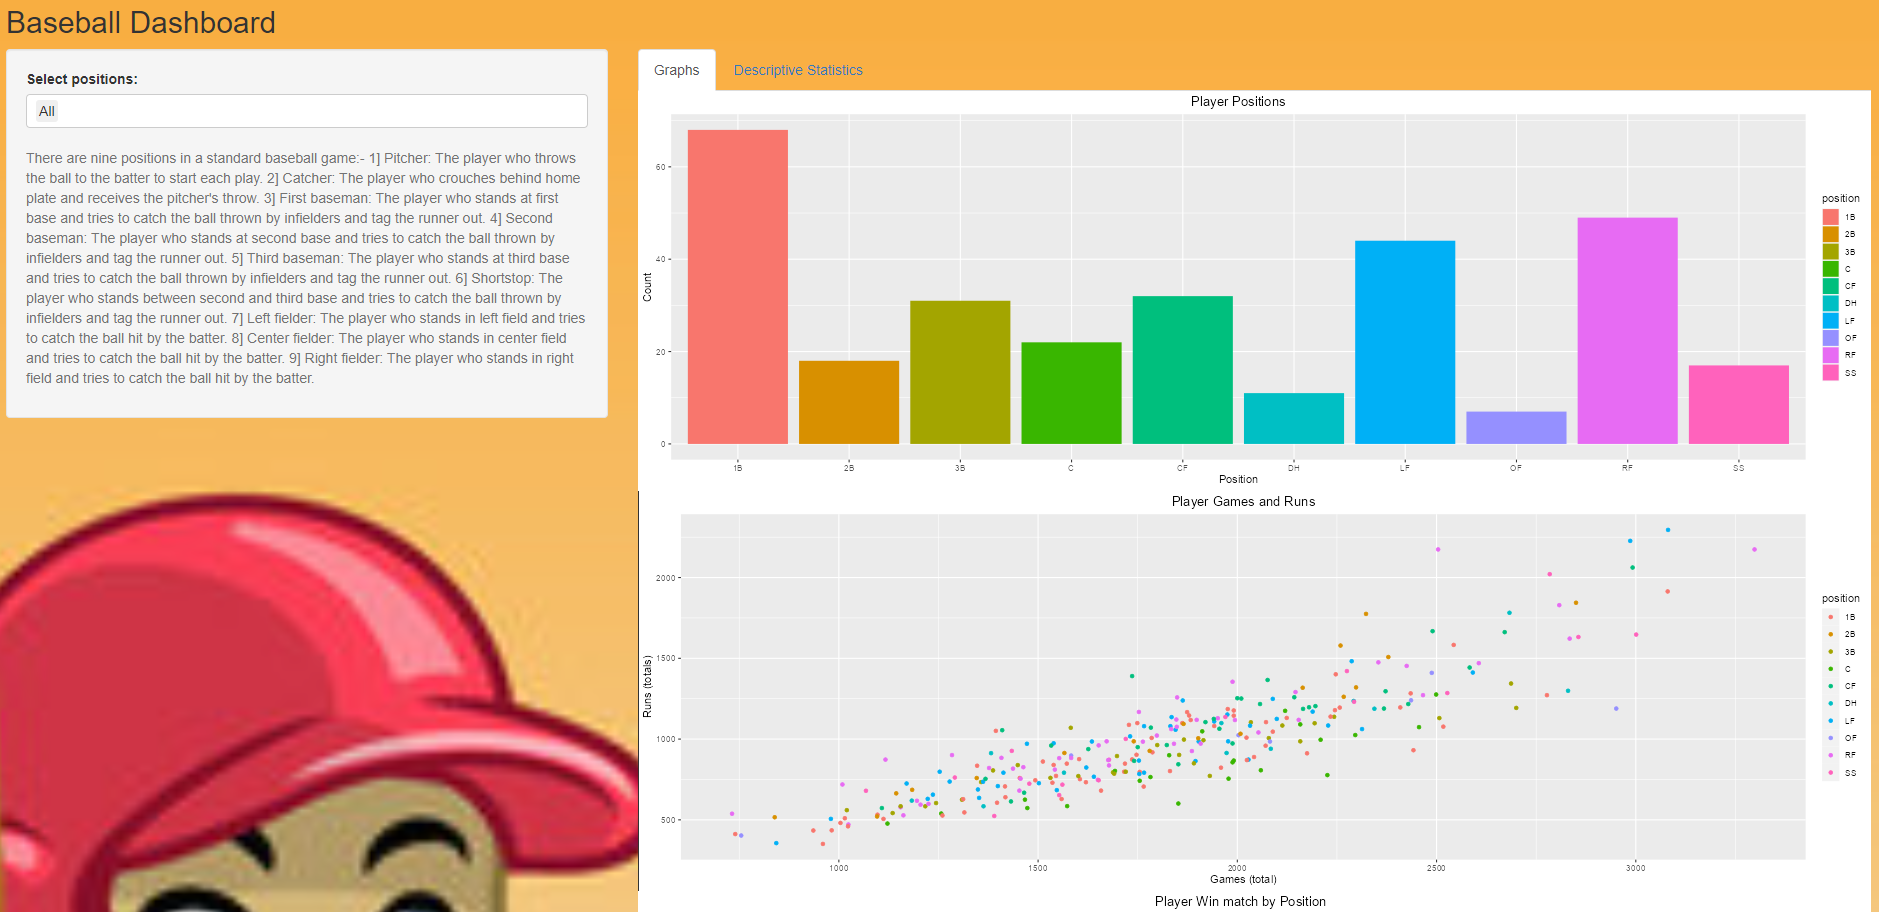 Baseball Dashboard
Select positions:
All
There are nine positions in a standard baseball game:- 1] Pitcher: The player who throws
the ball to the batter to start each play. 2] Catcher: The player who crouches behind home
plate and receives the pitcher's throw. 3] First baseman: The player who stands at first
base and tries to catch the ball thrown by infielders and tag the runner out. 4] Second
baseman: The player who stands at second base and tries to catch the ball thrown by
infielders and tag the runner out. 5] Third baseman: The player who stands at third base
and tries to catch the ball thrown by infielders and tag the runner out. 6] Shortstop: The
player who stands between second and third base and tries to catch the ball thrown by
infielders and tag the runner out. 7] Left fielder: The player who stands in left field and tries
to catch the ball hit by the batter. 8] Center fielder: The player who stands in center field
and tries to catch the ball hit by the batter. 9] Right fielder: The player who stands in right
field and tries to catch the ball hit by the batter.
Graphs
Descriptive Statistics
Player Positions
Count
60
40
20
0
1B 2B 3B C CF DH LF OF RF SS
Position
position
1B
2B
3B
C
CF
DH
LF
OF
RF
SS
Player Games and Runs
Runs (totals)
2000
1500
1000
500
1000 1500 2000 2500 3000
Games (total)
position
1B
2B
3B
C
CF
DH
LF
OF
RF
SS
Player Win match by Position